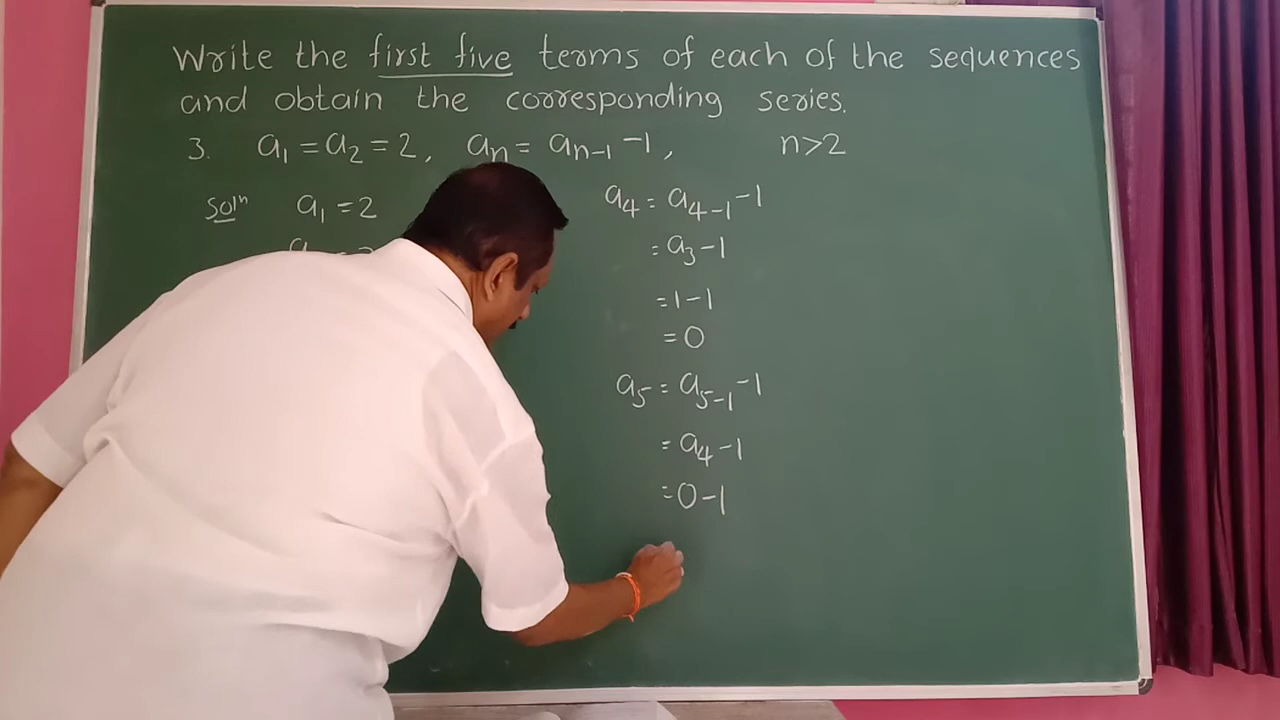 Write the first five terms of each of the sequences
and obtain the corresponding series.
3. a₁ = a₂ = 2, aₙ = aₙ₋₁ -1, n>2
Solⁿ a₁ = 2
a₄ = a₄₋₁ -1
= a₃ -1
= 1 - 1
= 0
a₅ = a₅₋₁ -1
= a₄ -1
= 0 - 1